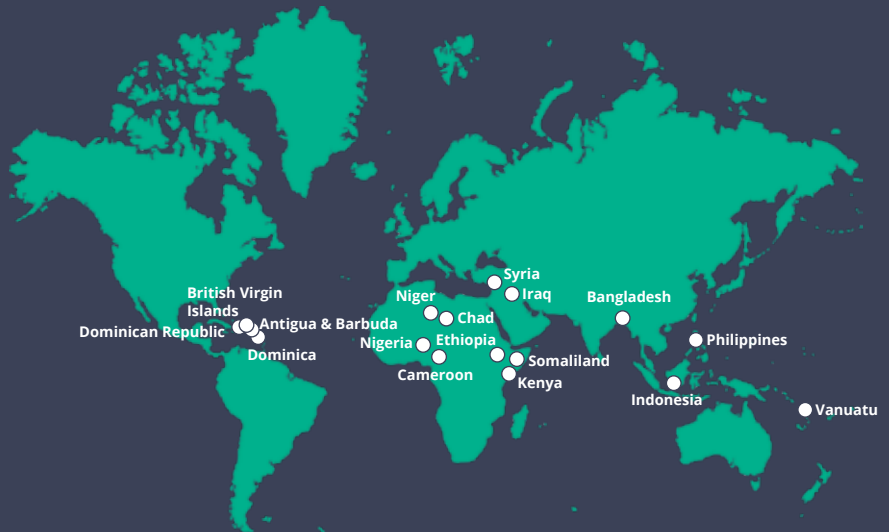 Syria
Iraq
British Virgin
Islands
Niger
Bangladesh
Chad
Antigua & Barbuda
Dominican Republic
Nigeria
Ethiopia
Philippines
Dominica
Somaliland
Cameroon
Kenya
Indonesia
Vanuatu